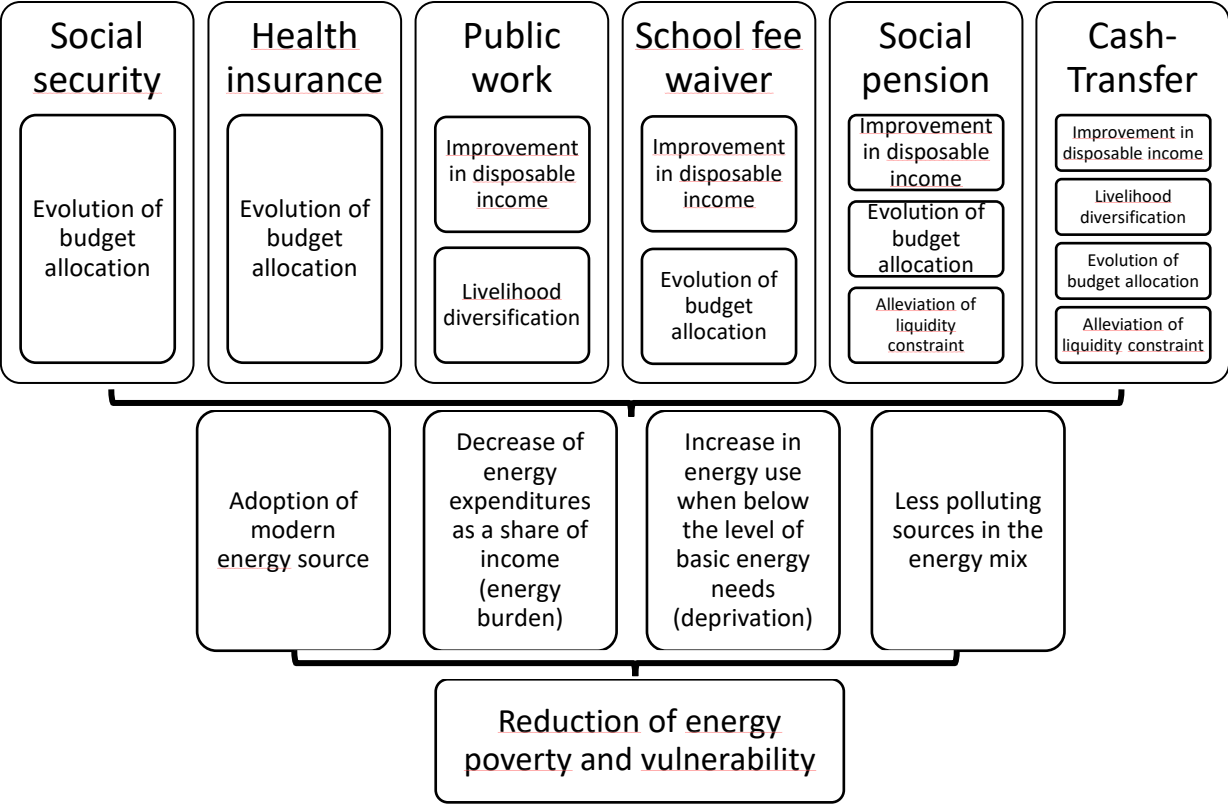 Social
security
Evolution of
budget
allocation
Health
insurance
Evolution of
budget
allocation
Public
work
Improvement
in disposable
income
Livelihood
diversification
School fee
waiver
Improvement
in disposable
income
Evolution of
budget
allocation
Social
pension
Improvement
in disposable
income
Evolution of
budget
allocation
Alleviation of
liquidity
constraint
Cash-
Transfer
Improvement in
disposable income
Livelihood
diversification
Evolution of
budget allocation
Alleviation of
liquidity constraint
Adoption of
modern
energy source
Decrease of
energy
expenditures
as a share of
income
(energy
burden)
Increase in
energy use
when below
the level of
basic energy
needs
(deprivation)
Less polluting
sources in the
energy mix
Reduction of energy
poverty and vulnerability